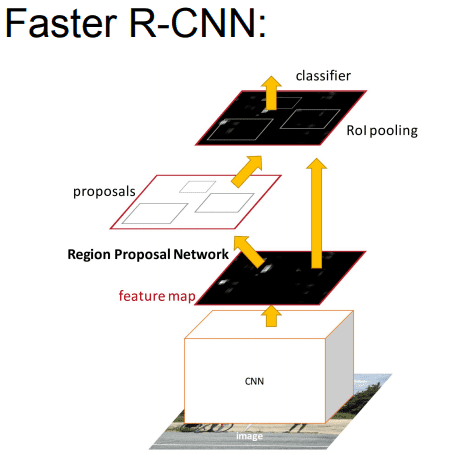 Faster R-CNN:
classifier
RoI pooling
proposals
Region Proposal Network
feature map
CNN
image